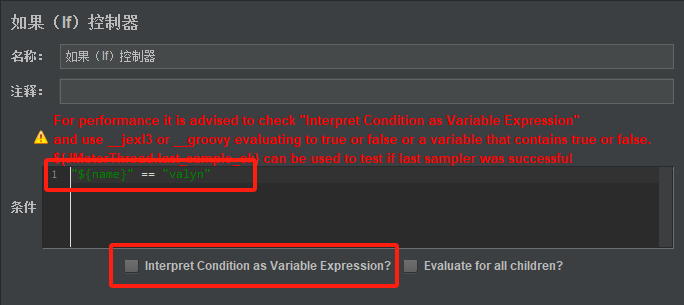 如果（If）控制器
名称： 如果（If）控制器
注释：
For performance it is advised to check "Interpret Condition as Variable Expression"
and use __jexl3 or __groovy evaluating to true or false or a variable that contains true or false.
${JMeterThread.last_sample_ok} can be used to test if last sampler was successful
1 "${name}" == "valyn"
条件
Interpret Condition as Variable Expression? Evaluate for all children?